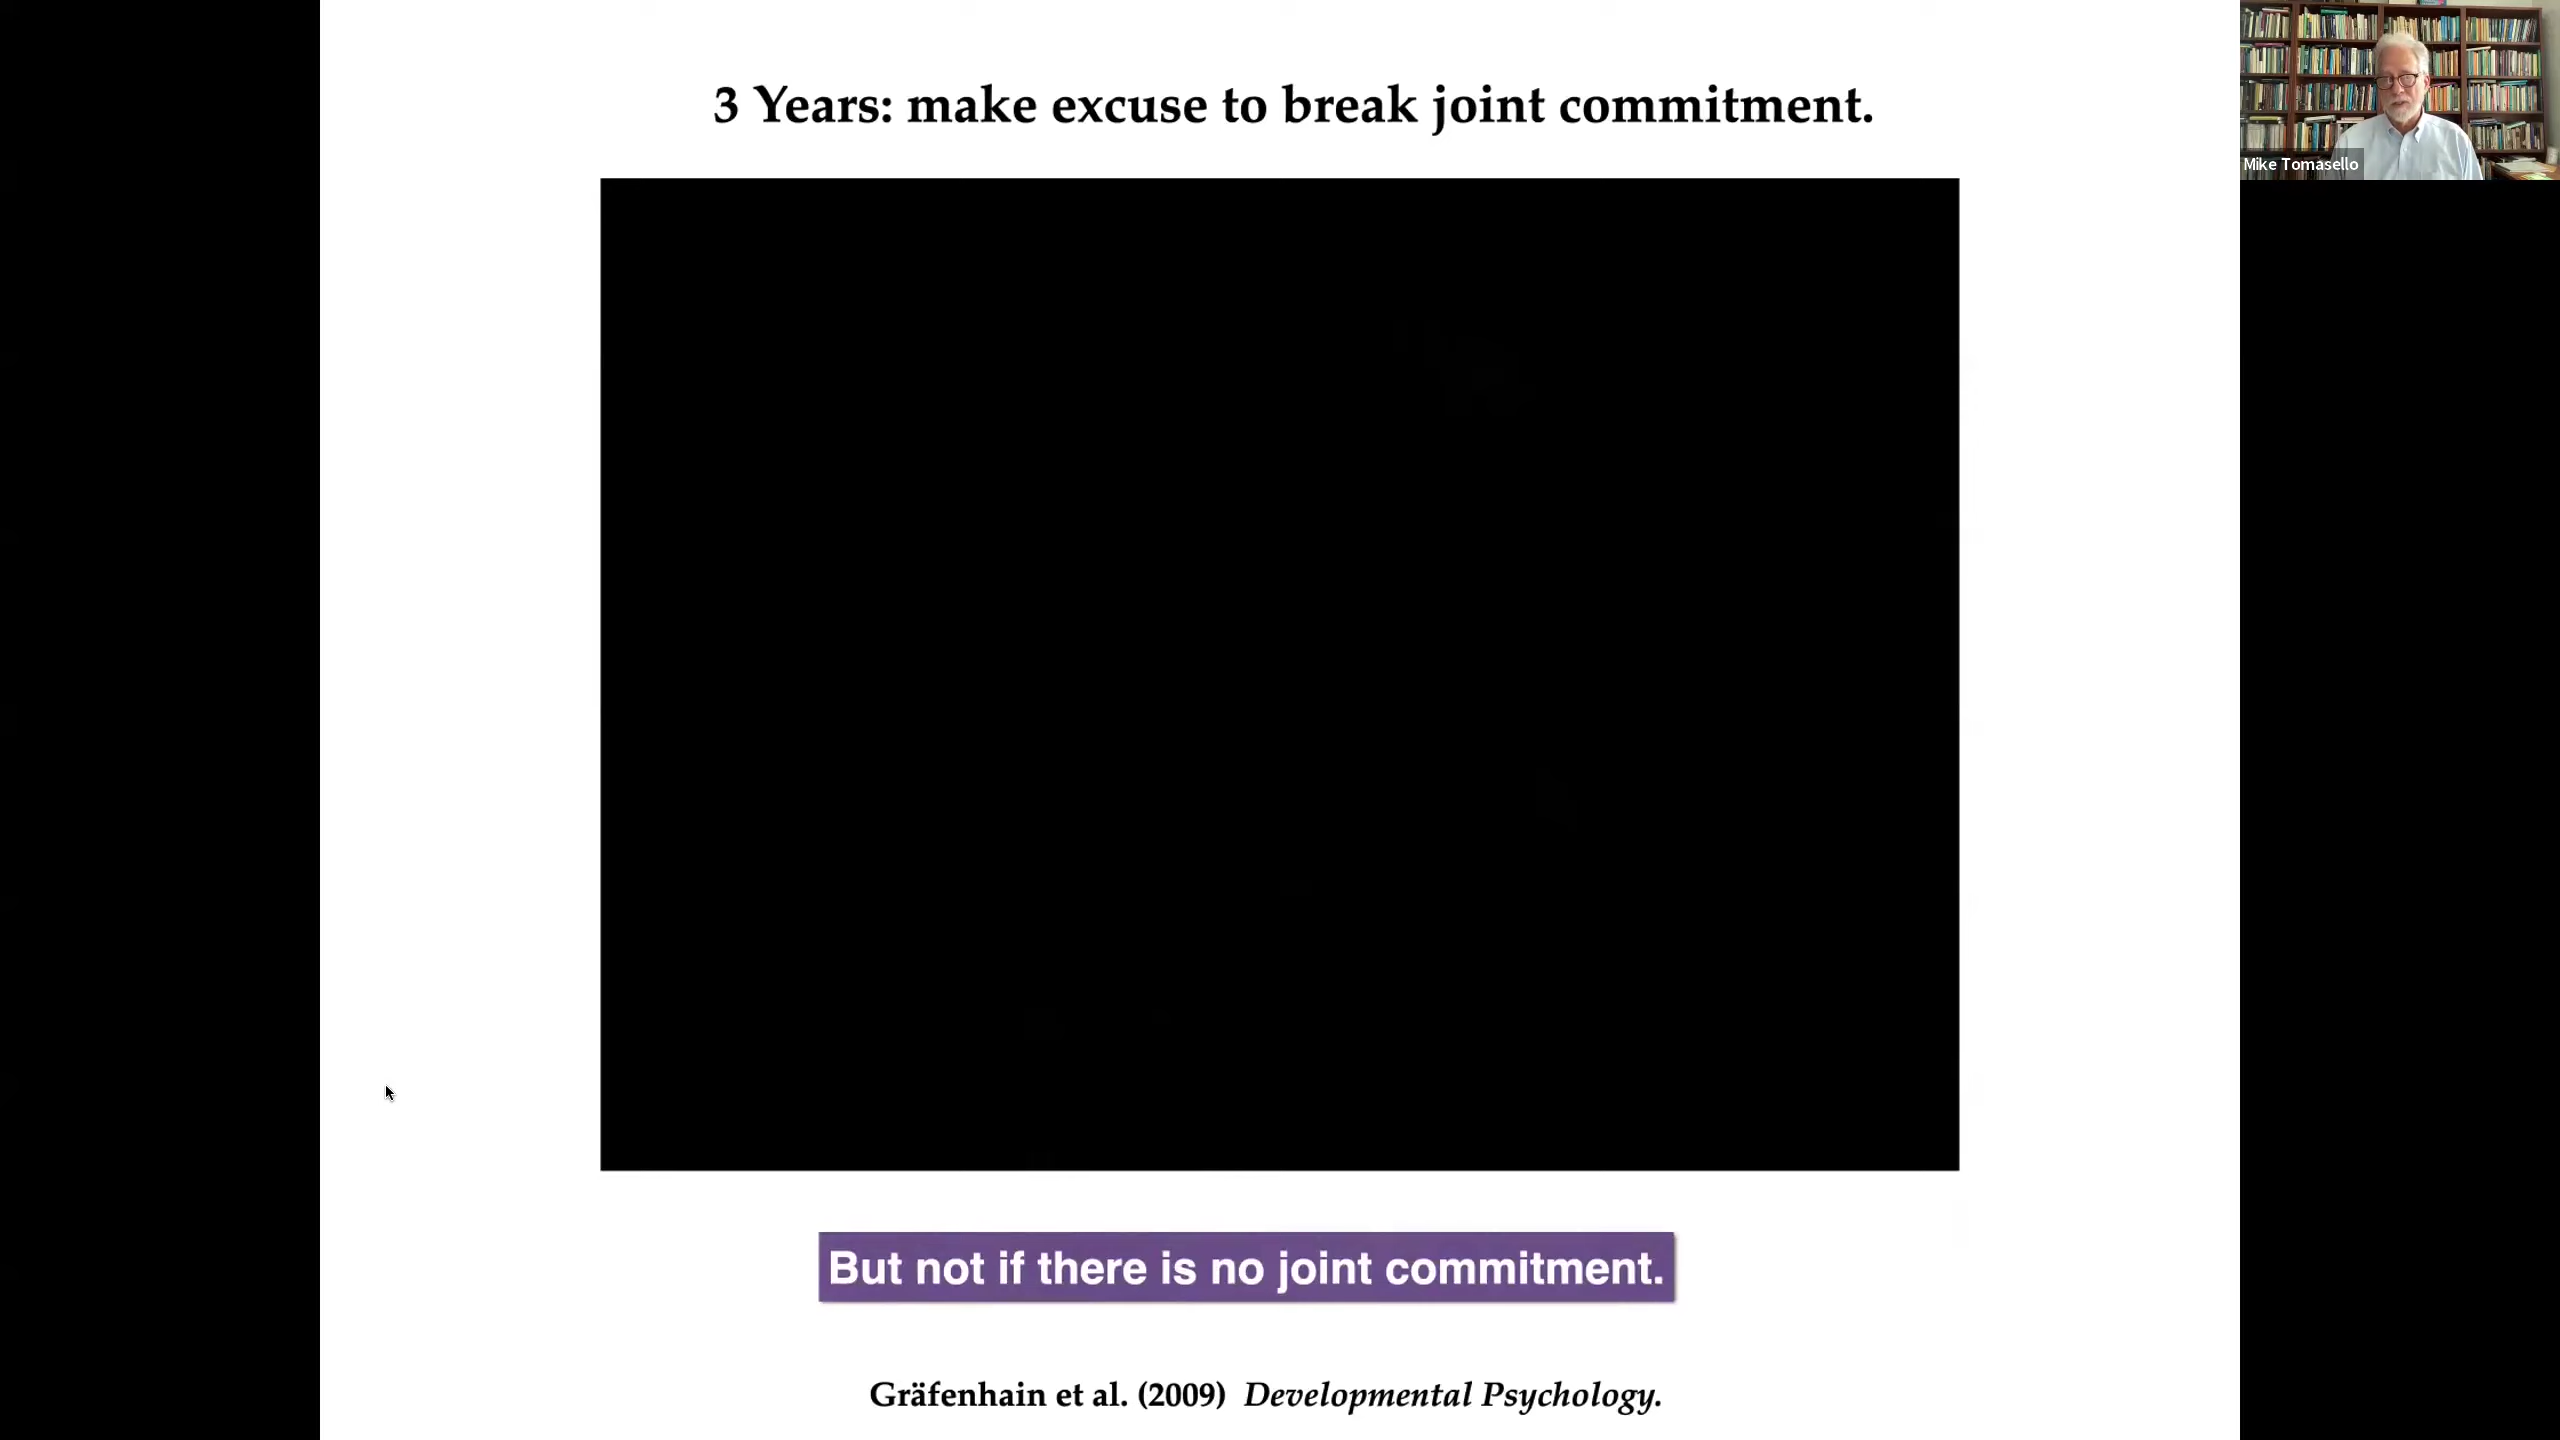 3 Years: make excuse to break joint commitment.
Mike Tomasello
But not if there is no joint commitment.
Gräfenhain et al. (2009) Developmental Psychology.